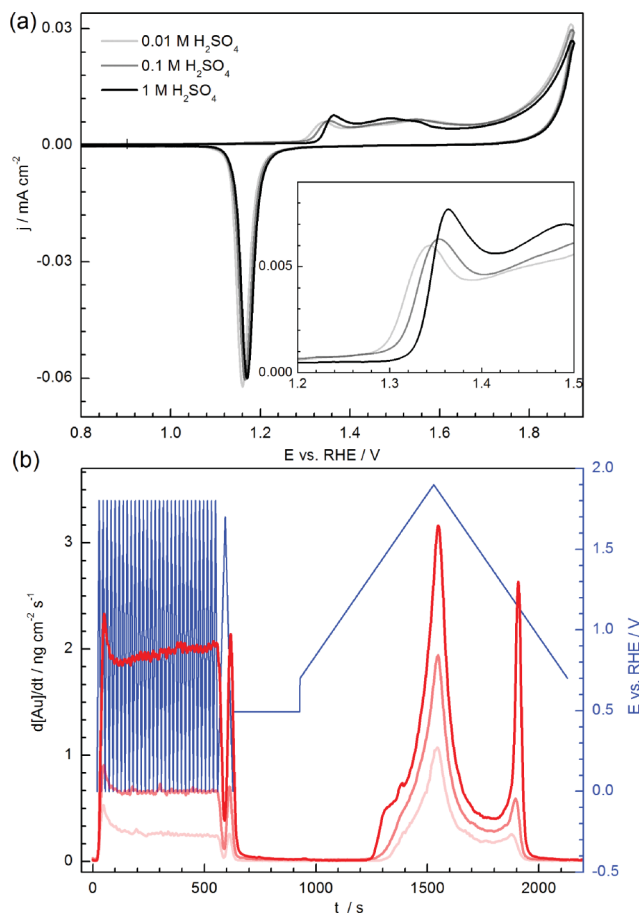 (a)
0.03
0.00
-0.03
-0.06
j / mA cm⁻²
0.01 M H₂SO₄
0.1 M H₂SO₄
1 M H₂SO₄
0.005
0.000
1.2 1.3 1.4 1.5
0.8 1.0 1.2 1.4 1.6 1.8
E vs. RHE / V
(b)
3
2
1
0
d[Au]/dt / ng cm⁻² s⁻¹
2.0
1.5
1.0
0.5
0.0
-0.5
E vs. RHE / V
0 500 1000 1500 2000
t / s